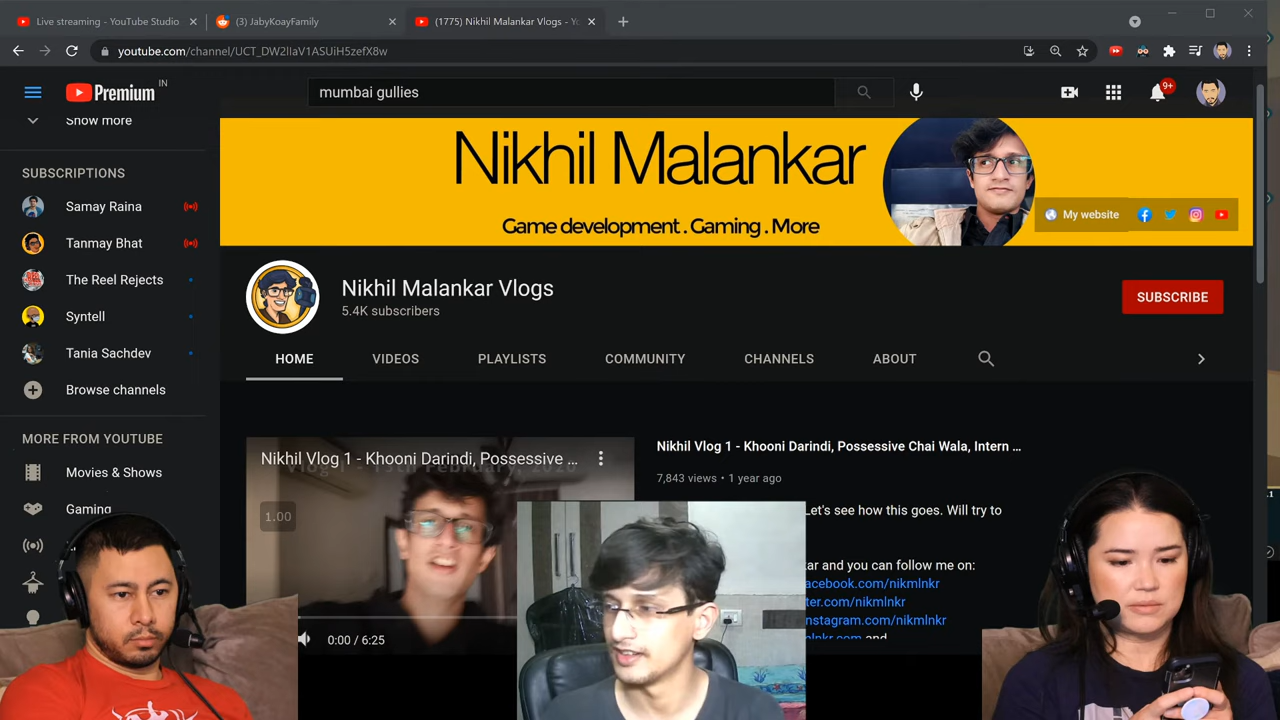 Live streaming - YouTube Studio
(3) JabyKoayFamily
(1775) Nikhil Malankar Vlogs - Yo
youtube.com/channel/UCT_DW2IIaV1ASUiH5zefX8w
Premium IN
mumbai gullies
9+
Show more
SUBSCRIPTIONS
Samay Raina
Tanmay Bhat
The Reel Rejects
Syntell
Tania Sachdev
Browse channels
MORE FROM YOUTUBE
Movies & Shows
Gaming
Nikhil Malankar
Game development . Gaming . More
My website
Nikhil Malankar Vlogs
5.4K subscribers
SUBSCRIBE
HOME VIDEOS PLAYLISTS COMMUNITY CHANNELS ABOUT
Nikhil Vlog 1 - Khooni Darindi, Possessive ...
1.00
0:00 / 6:25
Nikhil Vlog 1 - Khooni Darindi, Possessive Chai Wala, Intern ...
7,843 views • 1 year ago
Let's see how this goes. Will try to
kar and you can follow me on:
acebook.com/nikmlnkr
ter.com/nikmlnkr
nstagram.com/nikmlnkr
and